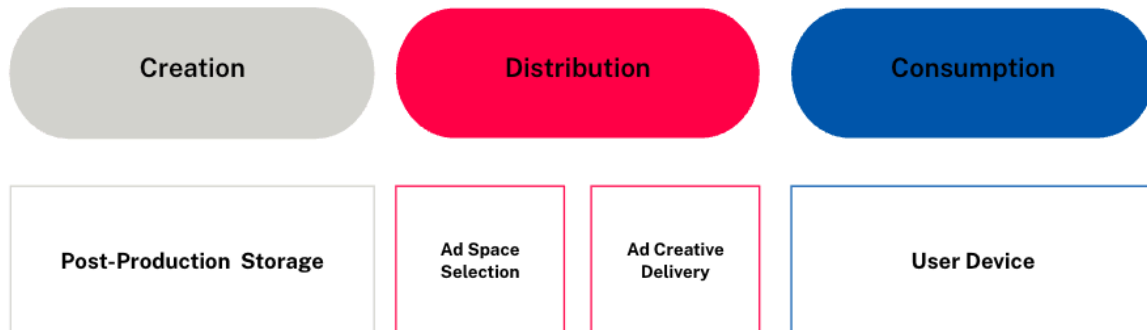 Creation
Distribution
Consumption
Post-Production Storage
Ad Space
Selection
Ad Creative
Delivery
User Device